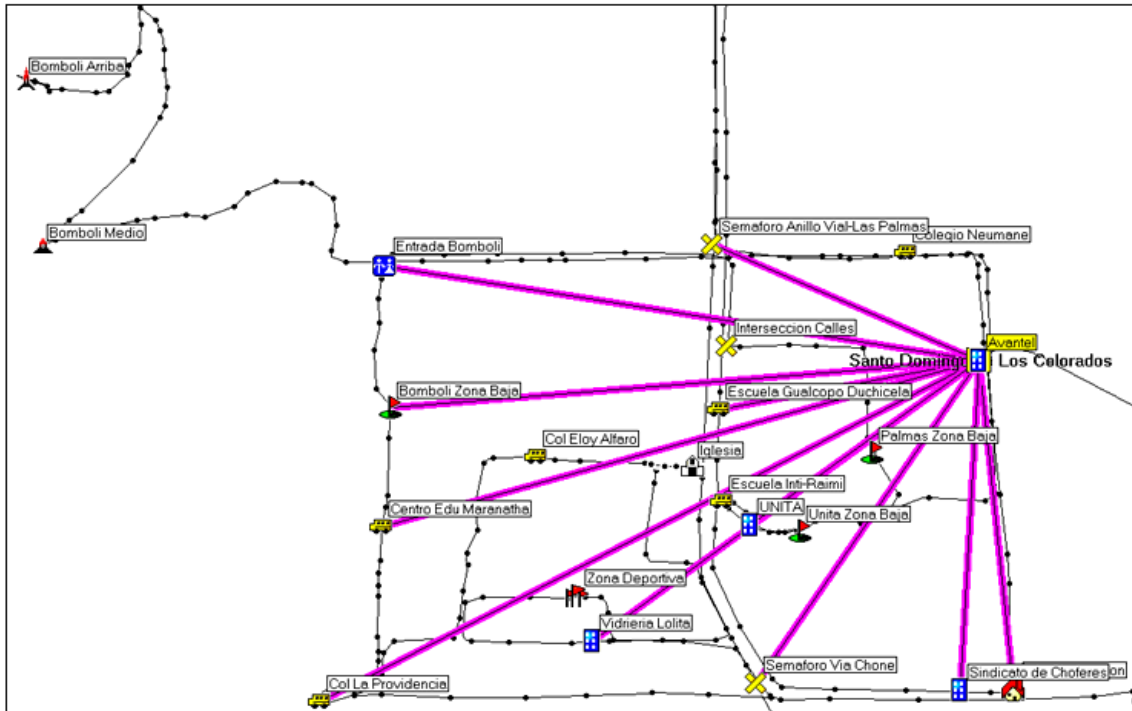 Bomboli Arriba
Bomboli Medio
Semaforo Anillo Vial-Las Palmas
Colegio Neumane
Entrada Bomboli
Interseccion Calles
Avantel
Santo Doming Los Colorados
Bomboli Zona Baja
Escuela Gualcopo Duchicela
Col Eloy Alfaro
Iglesia
Palmas Zona Baja
Escuela Inti-Raimi
Centro Edu Maranatha
UNITA
Unita Zona Baja
Zona Deportiva
Vidrieria Lolita
Semaforo Via Chone
Col La Providencia
Sindicato de Choferes